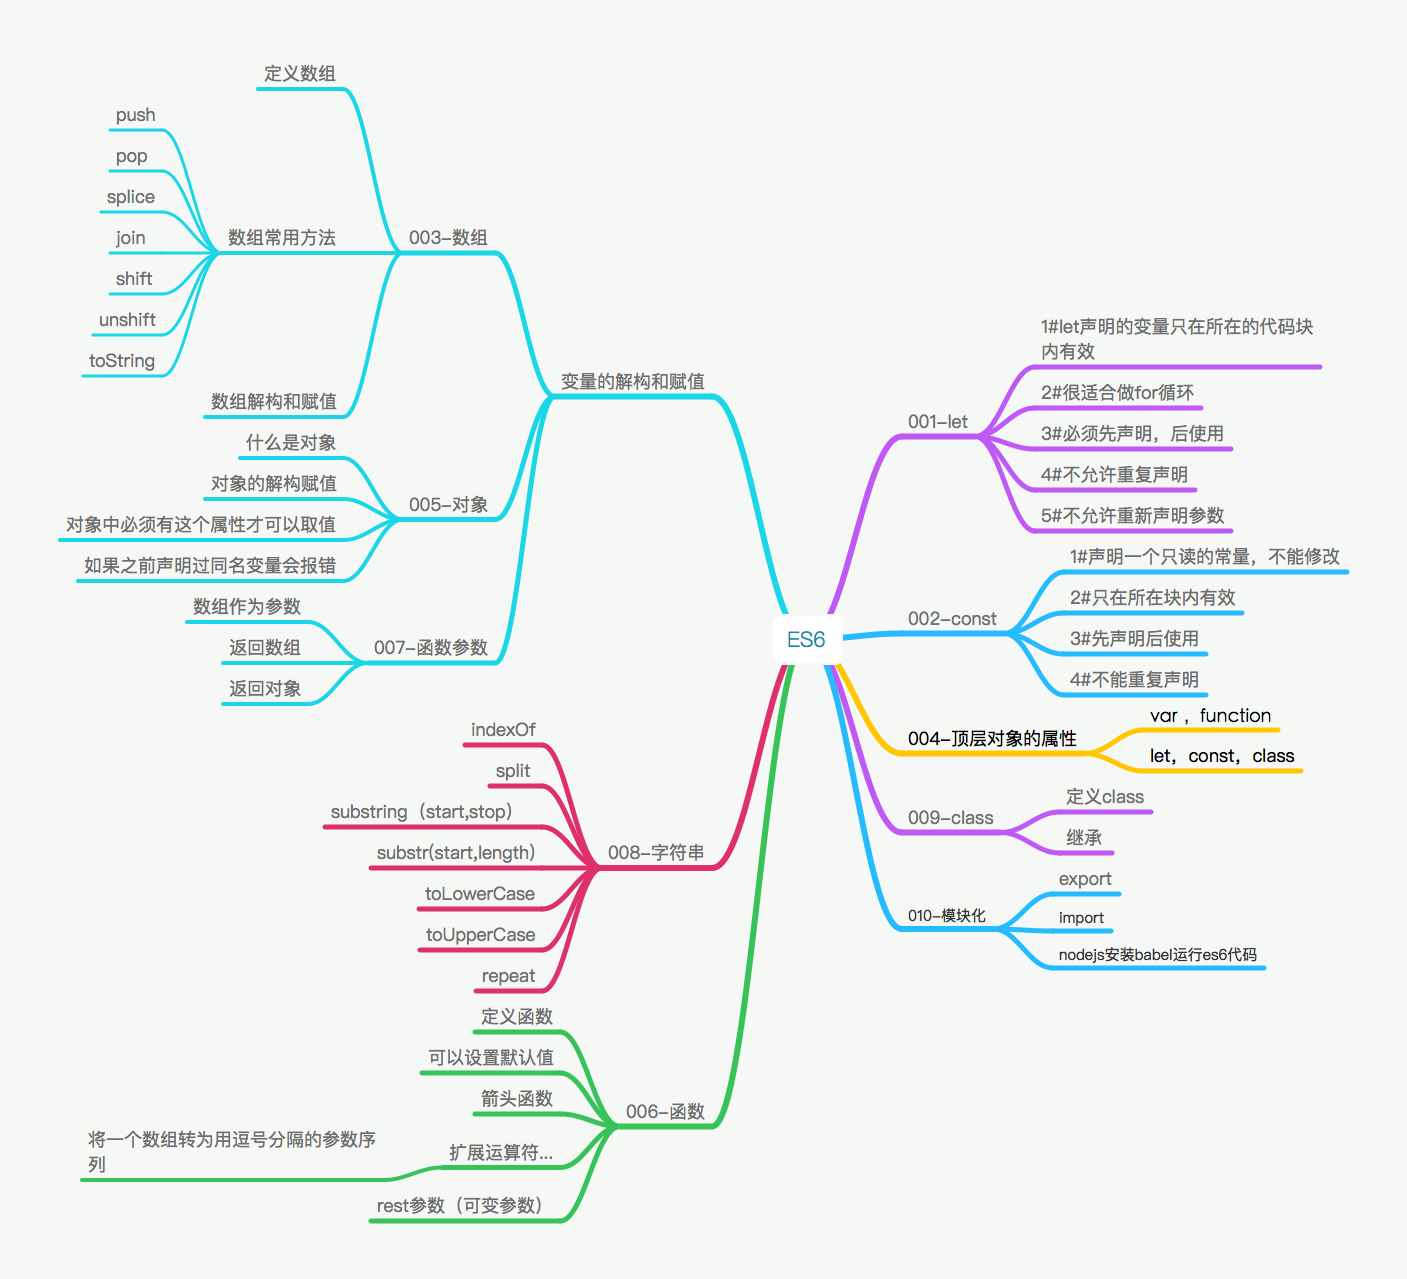 ES6
变量的解构和赋值
003-数组
定义数组
数组常用方法
push
pop
splice
join
shift
unshift
toString
数组解构和赋值
005-对象
什么是对象
对象的解构赋值
对象中必须有这个属性才可以取值
如果之前声明过同名变量会报错
007-函数参数
数组作为参数
返回数组
返回对象
008-字符串
indexOf
split
substring（start,stop）
substr(start,length)
toLowerCase
toUpperCase
repeat
006-函数
定义函数
可以设置默认值
箭头函数
扩展运算符...
将一个数组转为用逗号分隔的参数序
列
rest参数（可变参数）
001-let
1#let声明的变量只在所在的代码块
内有效
2#很适合做for循环
3#必须先声明，后使用
4#不允许重复声明
5#不允许重新声明参数
002-const
1#声明一个只读的常量，不能修改
2#只在所在块内有效
3#先声明后使用
4#不能重复声明
004-顶层对象的属性
var ，function
let，const，class
009-class
定义class
继承
010-模块化
export
import
nodejs安装babel运行es6代码